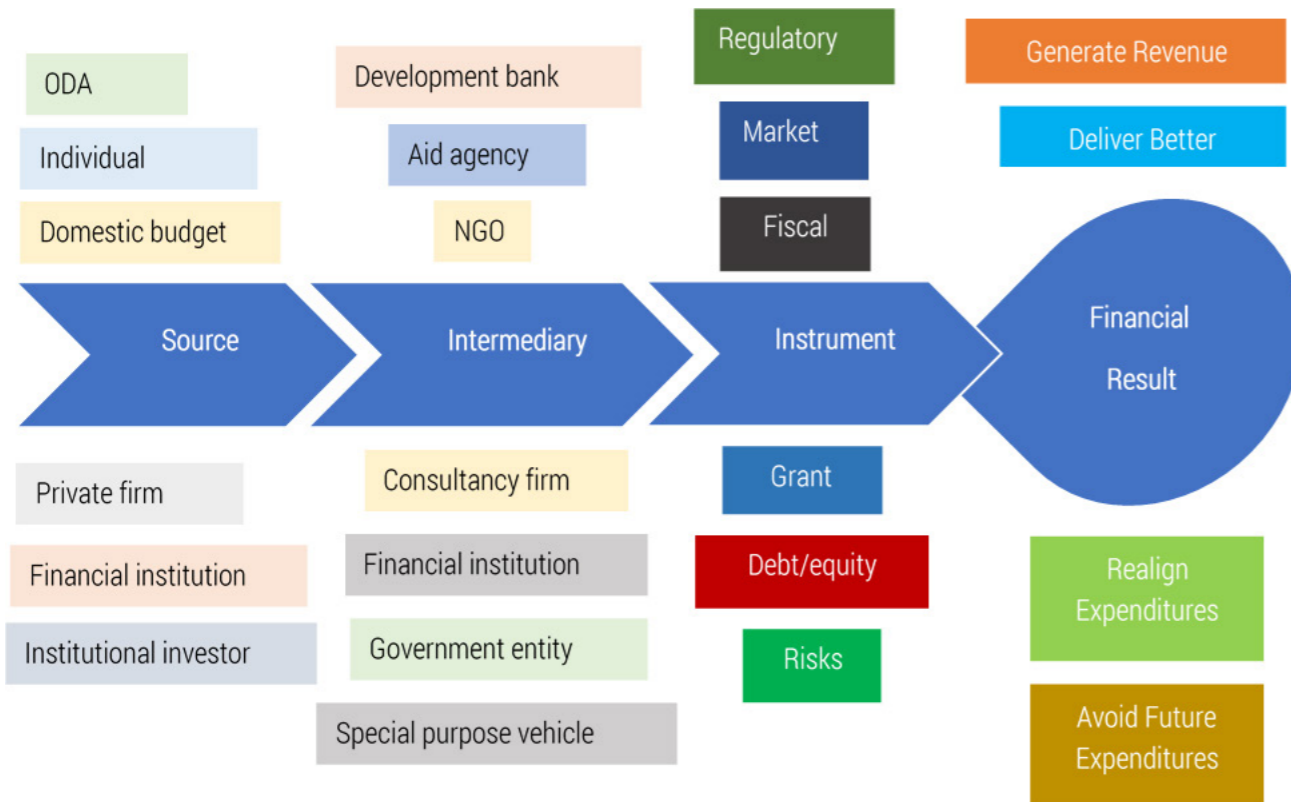 ODA
Individual
Domestic budget
Development bank
Aid agency
NGO
Regulatory
Market
Fiscal
Generate Revenue
Deliver Better
Source
Intermediary
Instrument
Financial
Result
Private firm
Financial institution
Institutional investor
Consultancy firm
Financial institution
Government entity
Special purpose vehicle
Grant
Debt/equity
Risks
Realign
Expenditures
Avoid Future
Expenditures